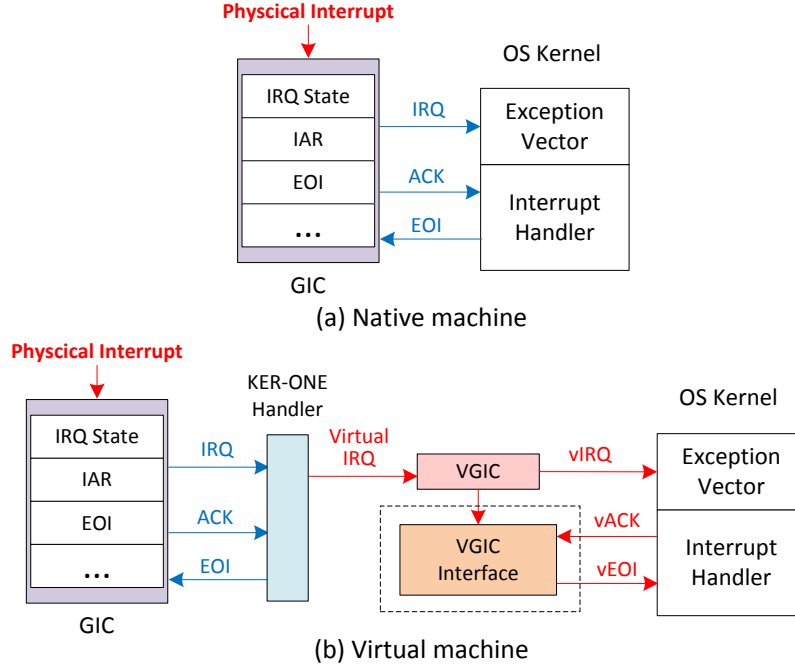 Physcical Interrupt
OS Kernel
IRQ State
IAR
EOI
...
IRQ
ACK
EOI
Exception
Vector
Interrupt
Handler
GIC
(a) Native machine
Physcical Interrupt
KER-ONE
Handler
OS Kernel
IRQ State
IAR
EOI
...
IRQ
ACK
EOI
Virtual
IRQ
VGIC
vIRQ
VGIC
Interface
vACK
vEOI
Exception
Vector
Interrupt
Handler
GIC
(b) Virtual machine